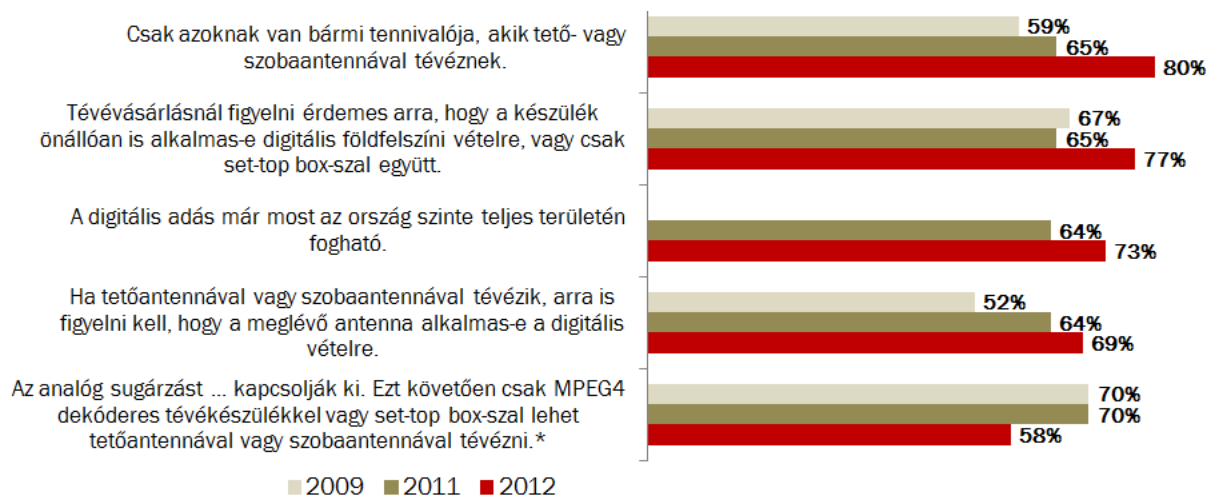 Csak azoknak van bármi tennivalója, akik tető- vagy
szobaantennával tévéznek.
59%
65%
80%
Tévévásárlásnál figyelni érdemes arra, hogy a készülék
önállóan is alkalmas-e digitális földfelszíni vételre, vagy csak
set-top box-szal együtt.
67%
65%
77%
A digitális adás már most az ország szinte teljes területén
fogható.
64%
73%
Ha tetőantennával vagy szobaantennával tévézik, arra is
figyelni kell, hogy a meglévő antenna alkalmas-e a digitális
vételre.
52%
64%
69%
Az analóg sugárzást ... kapcsolják ki. Ezt követően csak MPEG4
dekóderes tévékészülékkel vagy set-top box-szal lehet
tetőantennával vagy szobaantennával tévézni.*
70%
70%
58%
2009 2011 2012